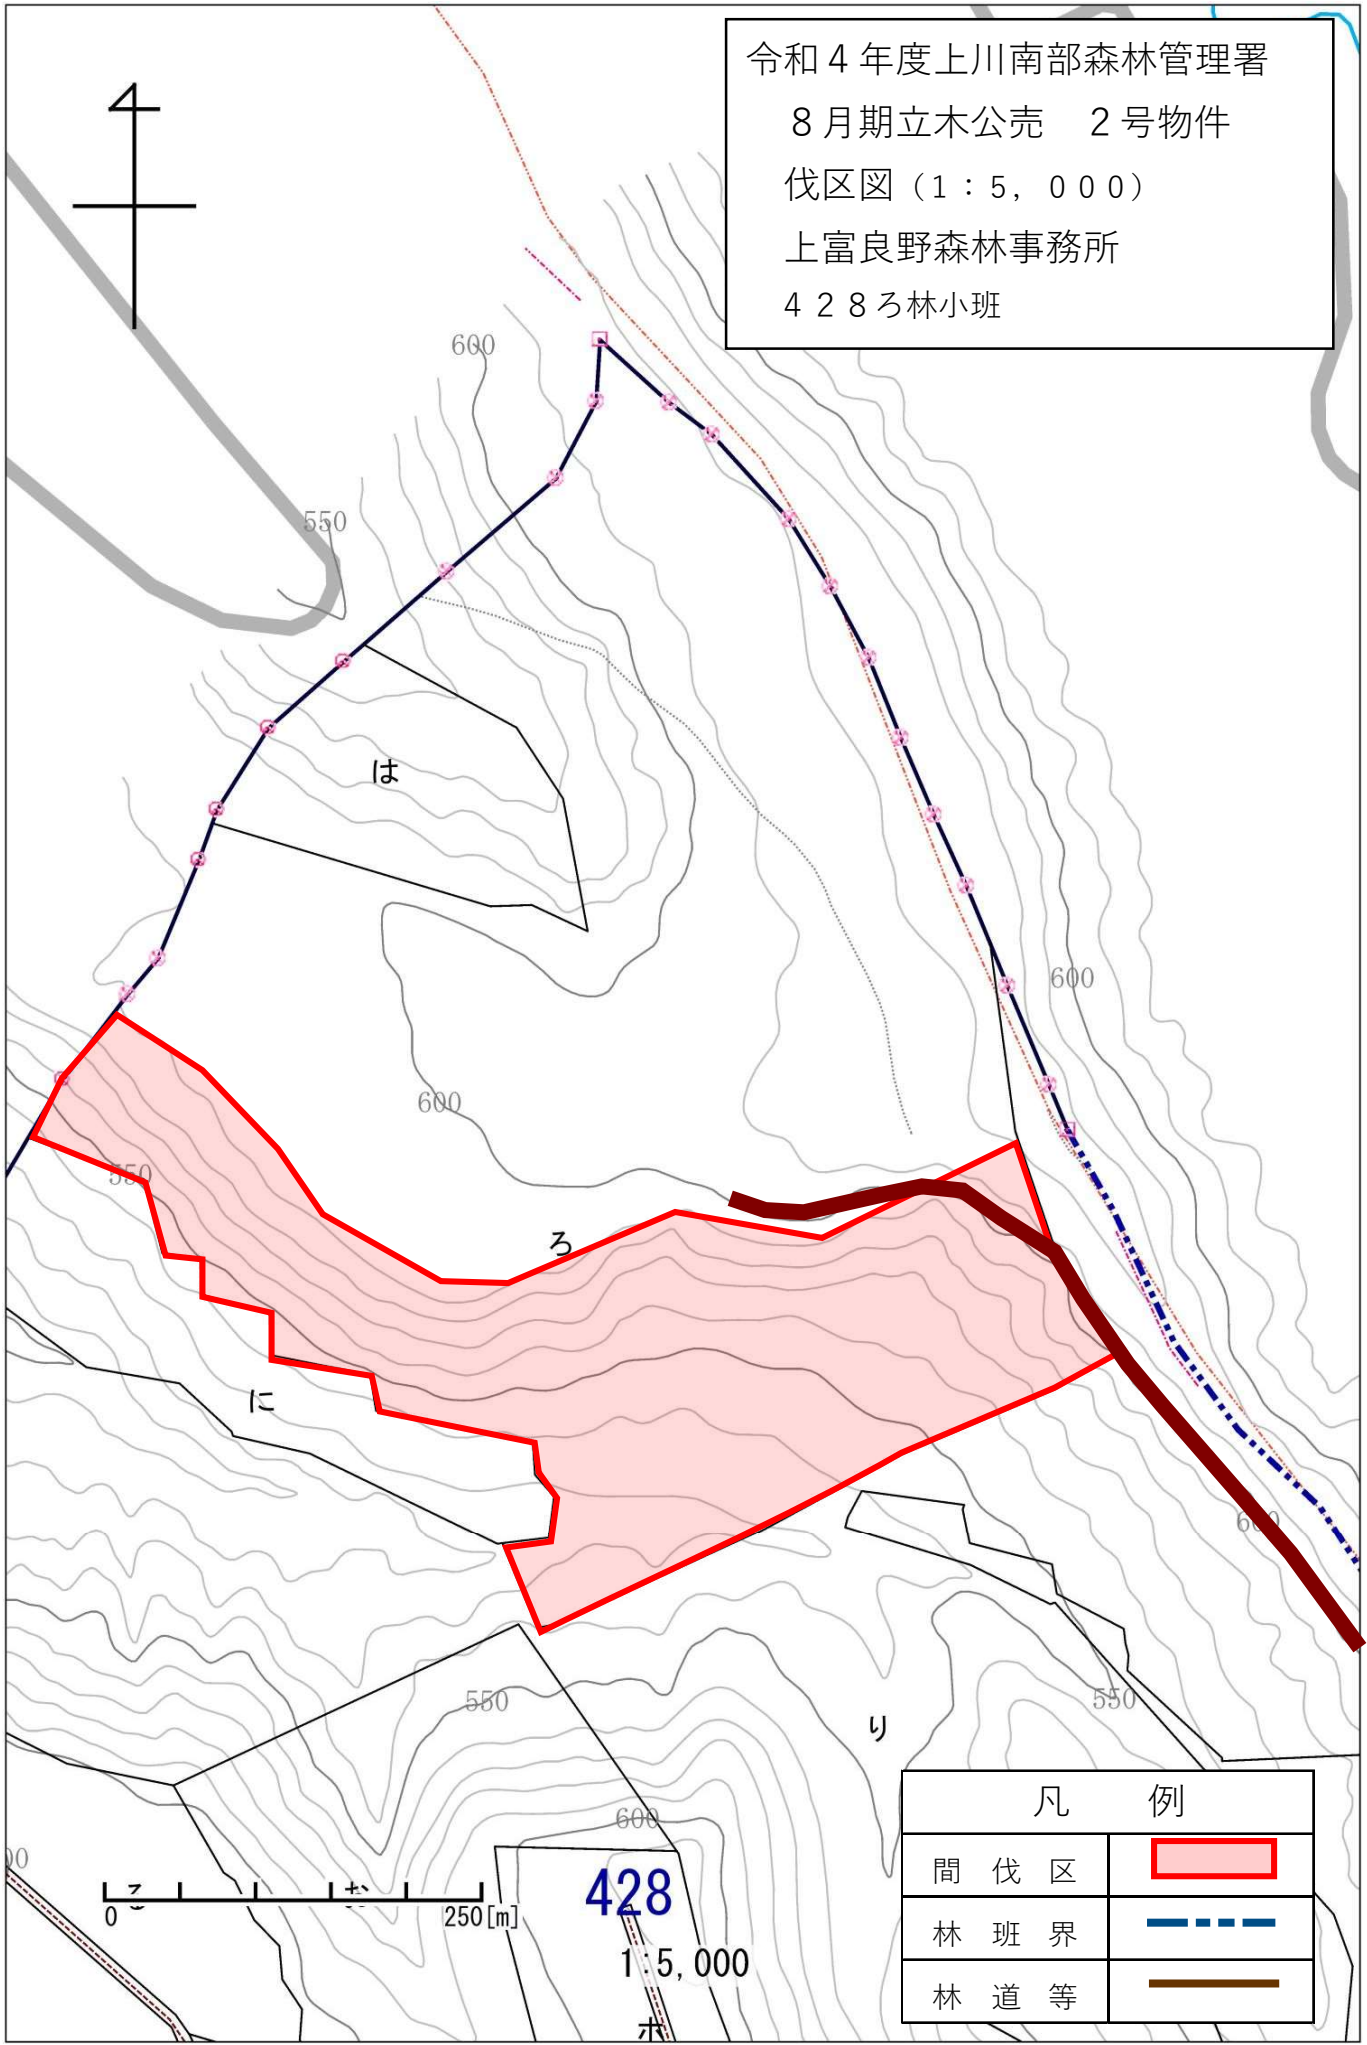 令和４年度上川南部森林管理署
８月期立木公売　２号物件
伐区図（１：５，０００）
上富良野森林事務所
４２８ろ林小班
600
550
は
600
600
550
ろ
に
600
550
550
り
600
428
0
250[m]
1:5,000
ホ
凡　例
間　伐　区
林　班　界
林　道　等